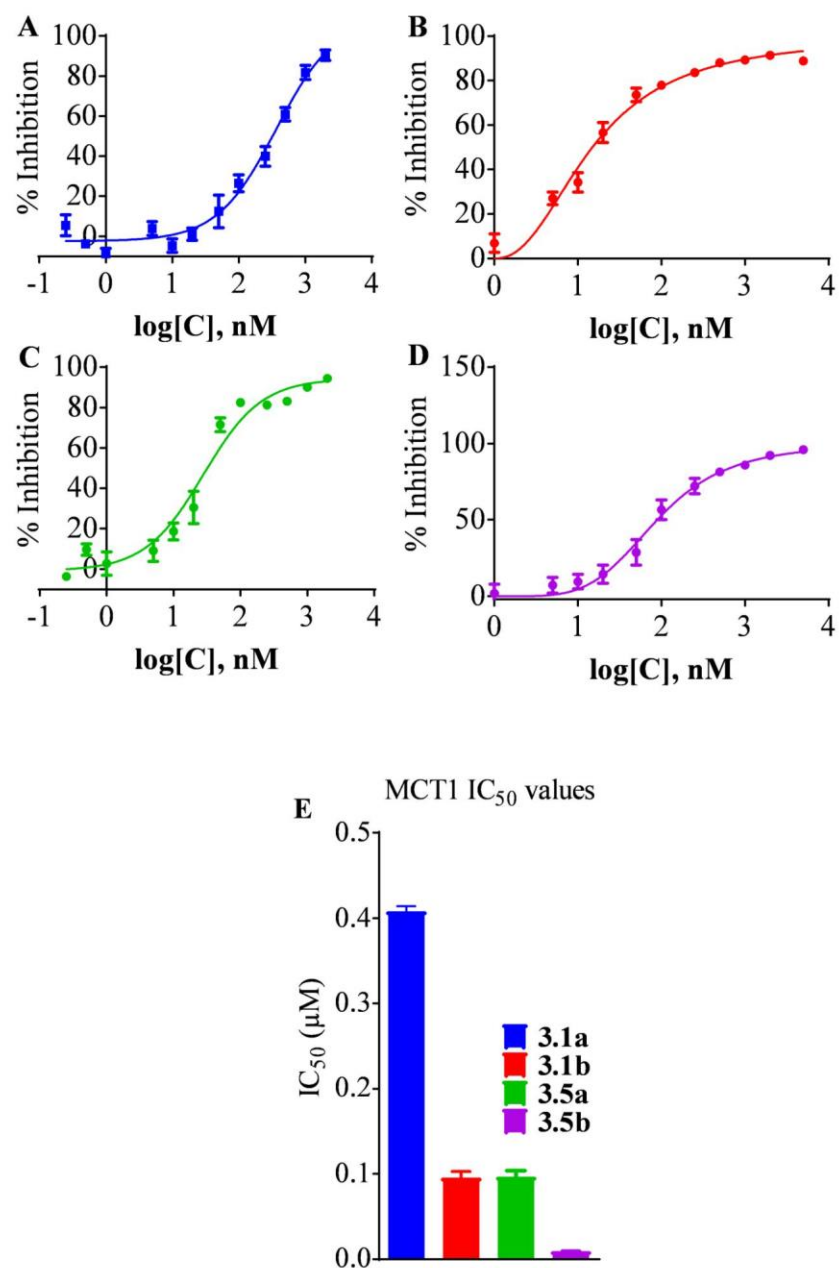 A
100
80
60
40
20
0
% Inhibition
-1 0 1 2 3 4
log[C], nM
B
100
80
60
40
20
0
% Inhibition
0 1 2 3 4
log[C], nM
C
100
80
60
40
20
0
% Inhibition
-1 0 1 2 3 4
log[C], nM
D
150
100
50
0
% Inhibition
0 1 2 3 4
log[C], nM
E
MCT1 IC50 values
0.5
0.4
0.3
0.2
0.1
0.0
IC50 (µM)
3.1a
3.1b
3.5a
3.5b